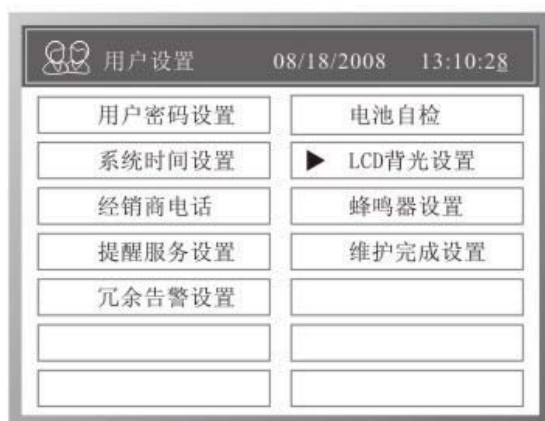 用户设置 08/18/2008 13:10:28
用户密码设置 电池自检
系统时间设置 ▶ LCD背光设置
经销商电话 蜂鸣器设置
提醒服务设置 维护完成设置
冗余告警设置